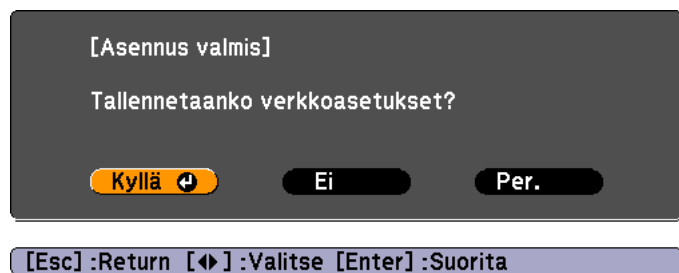 [Asennus valmis]
Tallennetaanko verkkoasetukset?
Kyllä Ei Per.
[Esc] :Return [◆] :Valitse [Enter] :Suorita